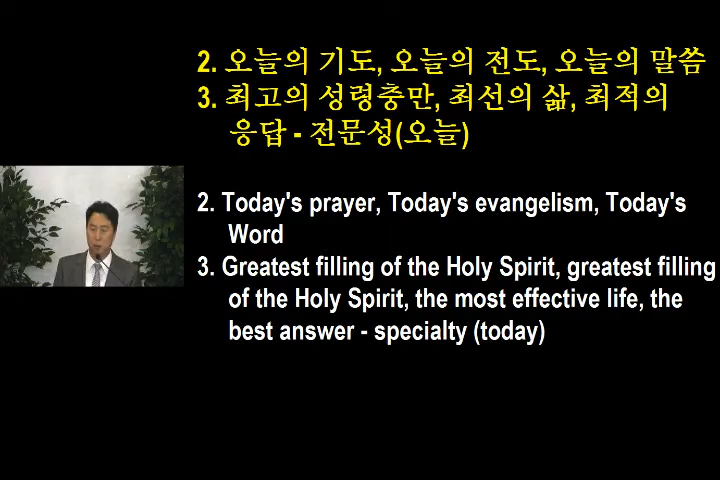 2. 오늘의 기도, 오늘의 전도, 오늘의 말씀
3. 최고의 성령충만, 최선의 삶, 최적의
응답 - 전문성(오늘)
2. Today's prayer, Today's evangelism, Today's
Word
3. Greatest filling of the Holy Spirit, greatest filling
of the Holy Spirit, the most effective life, the
best answer - specialty (today)